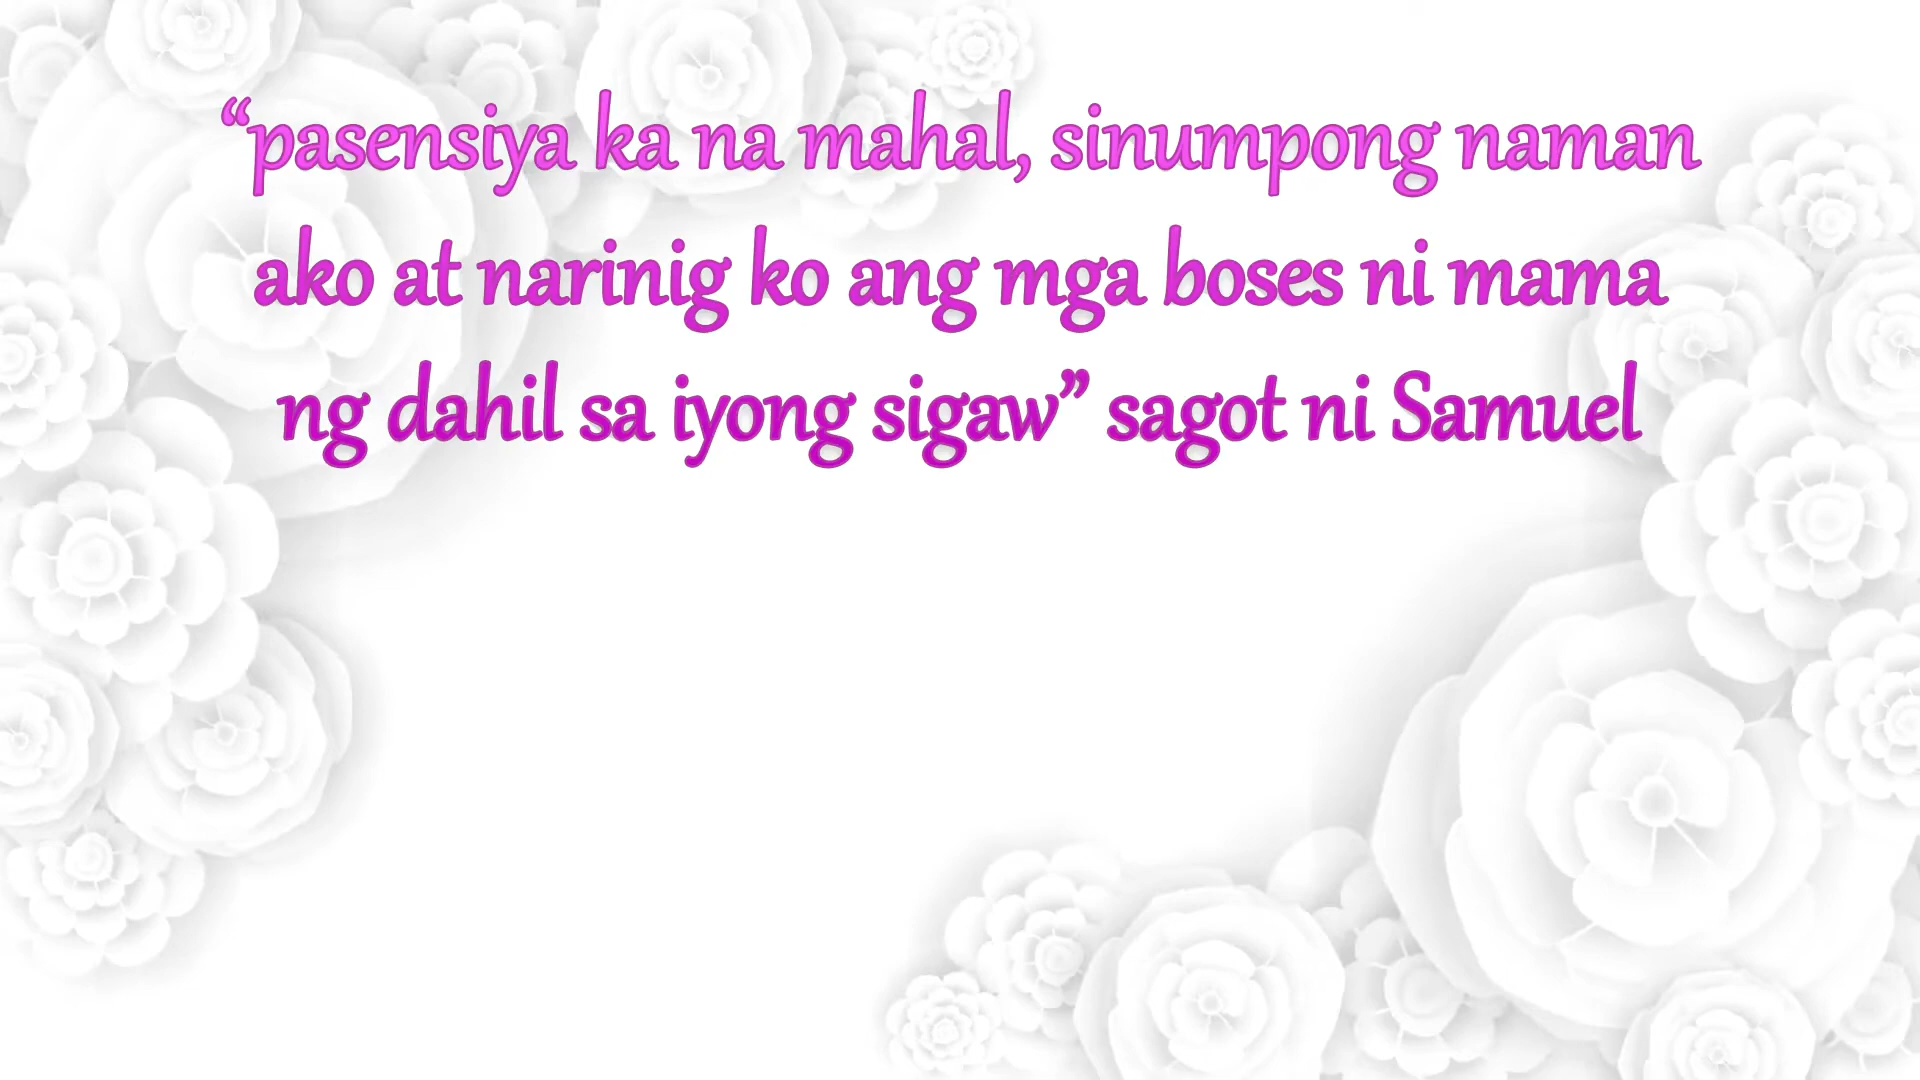 “pasensiya ka na mahal, sinumpong naman
ako at narinig ko ang mga boses ni mama
ng dahil sa iyong sigaw” sagot ni Samuel